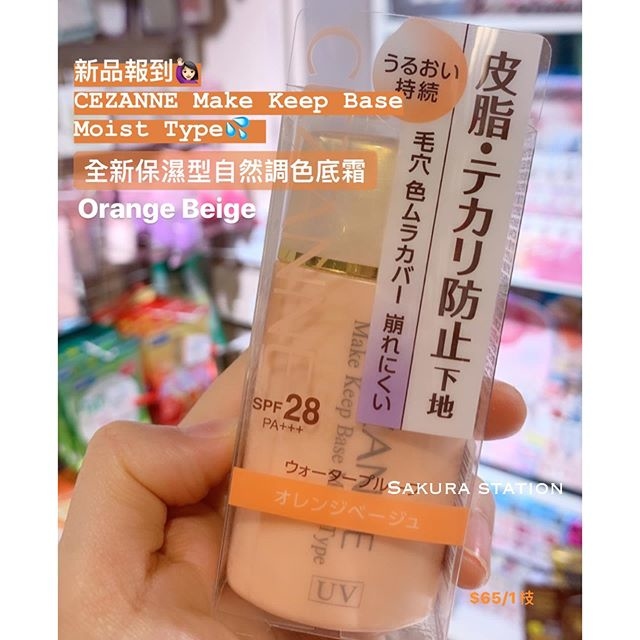 新品報到🙋🏻‍♀️
CEZANNE Make Keep Base
Moist Type💦
全新保濕型自然調色底霜
Orange Beige
うるおい
持続
皮脂・テカリ防止下地
毛穴 色ムラカバー 崩れにくい
CEZANNE
Make Keep Base
Type
SPF28
PA+++
ウォータープルーフ
オレンジベージュ
UV
SAKURA STATION
$65/1枝